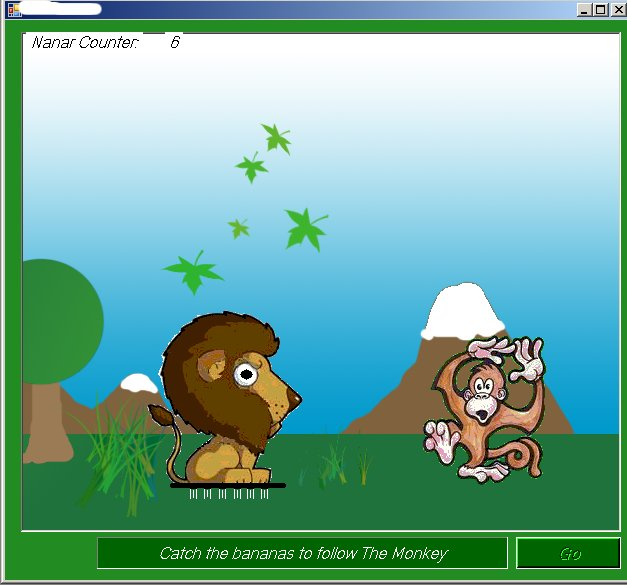 Nanar Counter: 6
Catch the bananas to follow The Monkey
Go